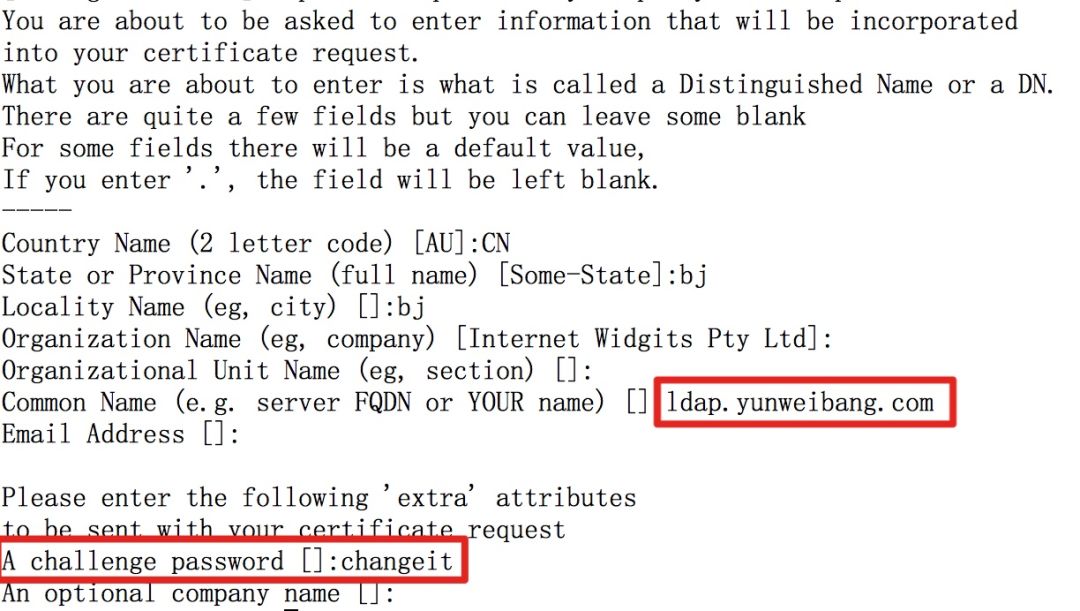 You are about to be asked to enter information that will be incorporated
into your certificate request.
What you are about to enter is what is called a Distinguished Name or a DN.
There are quite a few fields but you can leave some blank
For some fields there will be a default value,
If you enter '.', the field will be left blank.
-----
Country Name (2 letter code) [AU]:CN
State or Province Name (full name) [Some-State]:bj
Locality Name (eg, city) []:bj
Organization Name (eg, company) [Internet Widgits Pty Ltd]:
Organizational Unit Name (eg, section) []:
Common Name (e.g. server FQDN or YOUR name) [] ldap.yunweibang.com
Email Address []:

Please enter the following 'extra' attributes
to be sent with your certificate request
A challenge password []:changeit
An optional company name []: